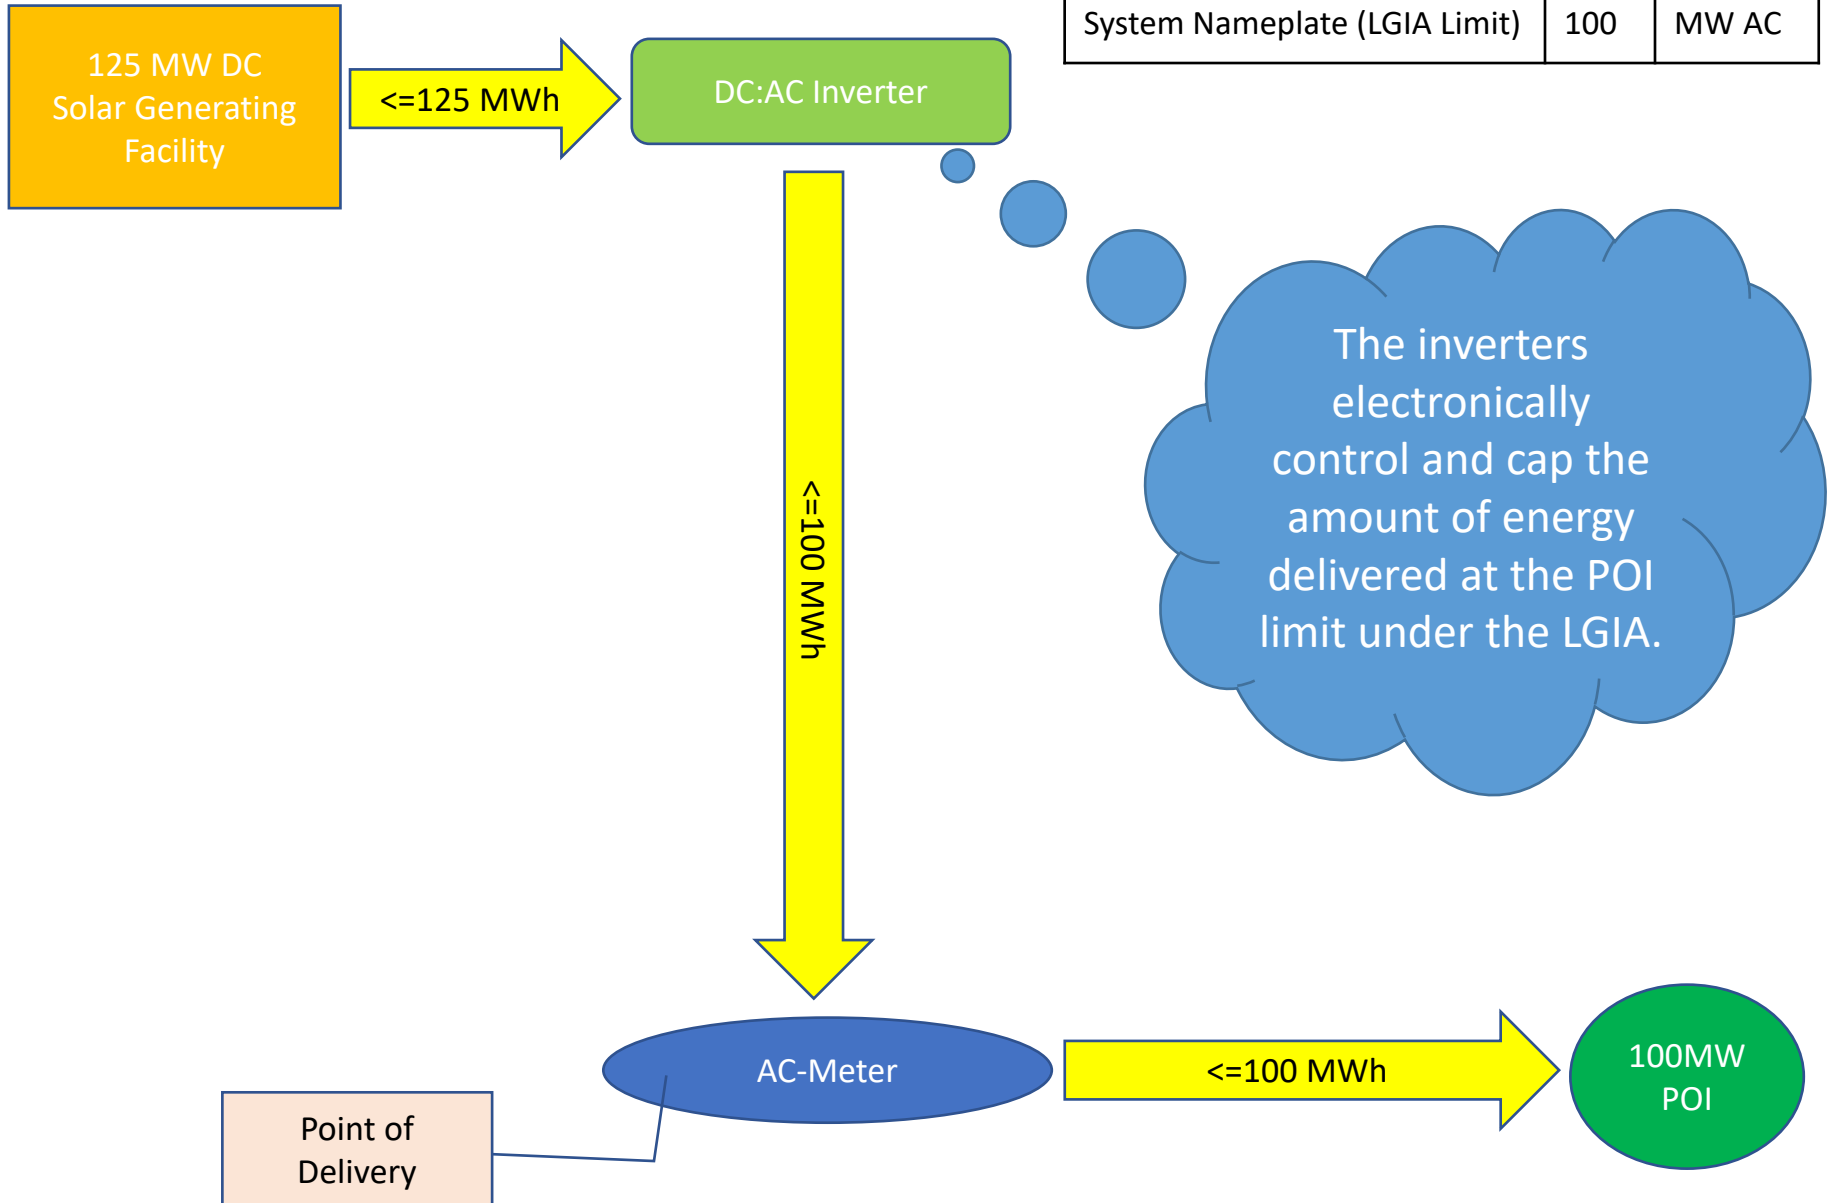 System Nameplate (LGIA Limit) 100 MW AC
125 MW DC
Solar Generating
Facility
<=125 MWh
DC:AC Inverter
The inverters
electronically
control and cap the
amount of energy
delivered at the POI
limit under the LGIA.
<=100 MWh
AC-Meter
<=100 MWh
100MW
POI
Point of
Delivery